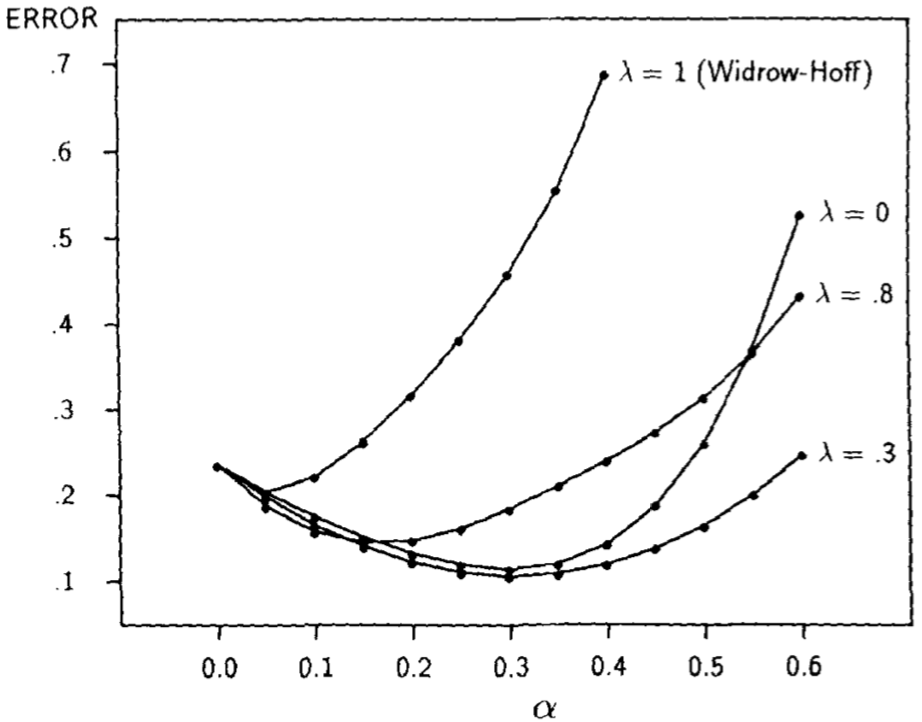 ERROR
.7
λ = 1 (Widrow-Hoff)
.6
.5
λ = 0
.4
λ = .8
.3
λ = .3
.2
.1
0.0 0.1 0.2 0.3 0.4 0.5 0.6
α